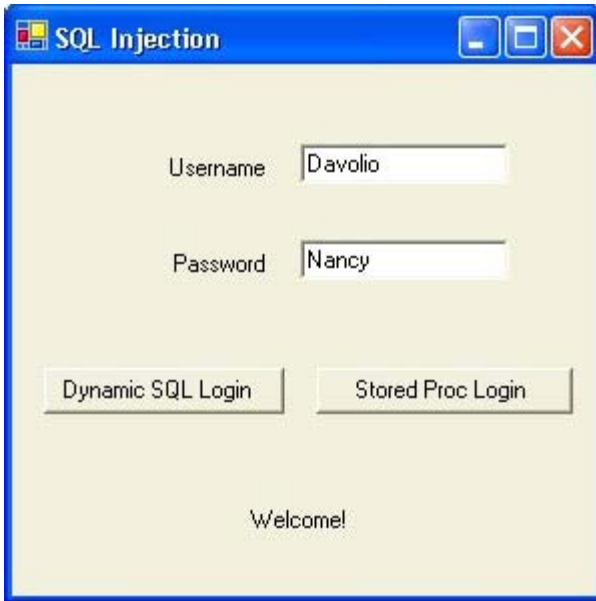 SQL Injection
Username Davolio
Password Nancy
Dynamic SQL Login Stored Proc Login
Welcome!